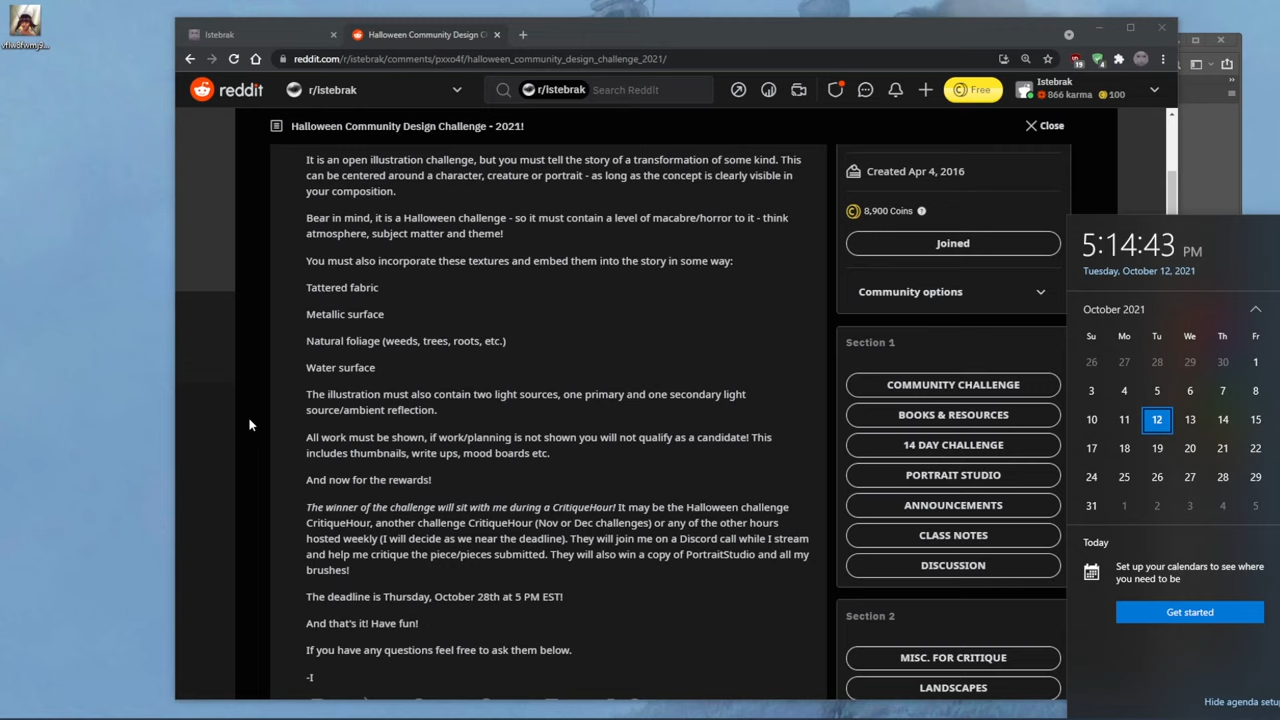 Istebrak
Halloween Community Design C
reddit.com/r/istebrak/comments/pxxo4f/halloween_community_design_challenge_2021/
19
4
reddit
r/istebrak
r/istebrak Search Reddit
Free
Istebrak
866 karma 100
Halloween Community Design Challenge - 2021!
Close
It is an open illustration challenge, but you must tell the story of a transformation of some kind. This
can be centered around a character, creature or portrait - as long as the concept is clearly visible in
your composition.
Bear in mind, it is a Halloween challenge - so it must contain a level of macabre/horror to it - think
atmosphere, subject matter and theme!
You must also incorporate these textures and embed them into the story in some way:
Tattered fabric
Metallic surface
Natural foliage (weeds, trees, roots, etc.)
Water surface
The illustration must also contain two light sources, one primary and one secondary light
source/ambient reflection.
All work must be shown, if work/planning is not shown you will not qualify as a candidate! This
includes thumbnails, write ups, mood boards etc.
And now for the rewards!
The winner of the challenge will sit with me during a CritiqueHour! It may be the Halloween challenge
CritiqueHour, another challenge CritiqueHour (Nov or Dec challenges) or any of the other hours
hosted weekly (I will decide as we near the deadline). They will join me on a Discord call while I stream
and help me critique the piece/pieces submitted. They will also win a copy of PortraitStudio and all my
brushes!
The deadline is Thursday, October 28th at 5 PM EST!
And that's it! Have fun!
If you have any questions feel free to ask them below.
-I
Created Apr 4, 2016
8,900 Coins
Joined
Community options
Section 1
COMMUNITY CHALLENGE
BOOKS & RESOURCES
14 DAY CHALLENGE
PORTRAIT STUDIO
ANNOUNCEMENTS
CLASS NOTES
DISCUSSION
Section 2
MISC. FOR CRITIQUE
LANDSCAPES
5:14:43 PM
Tuesday, October 12, 2021
October 2021
Su Mo Tu We Th Fr
26 27 28 29 30 1
3 4 5 6 7 8
10 11 12 13 14 15
17 18 19 20 21 22
24 25 26 27 28 29
31 1 2 3 4 5
Today
Set up your calendars to see where
you need to be
Get started
Hide agenda setu